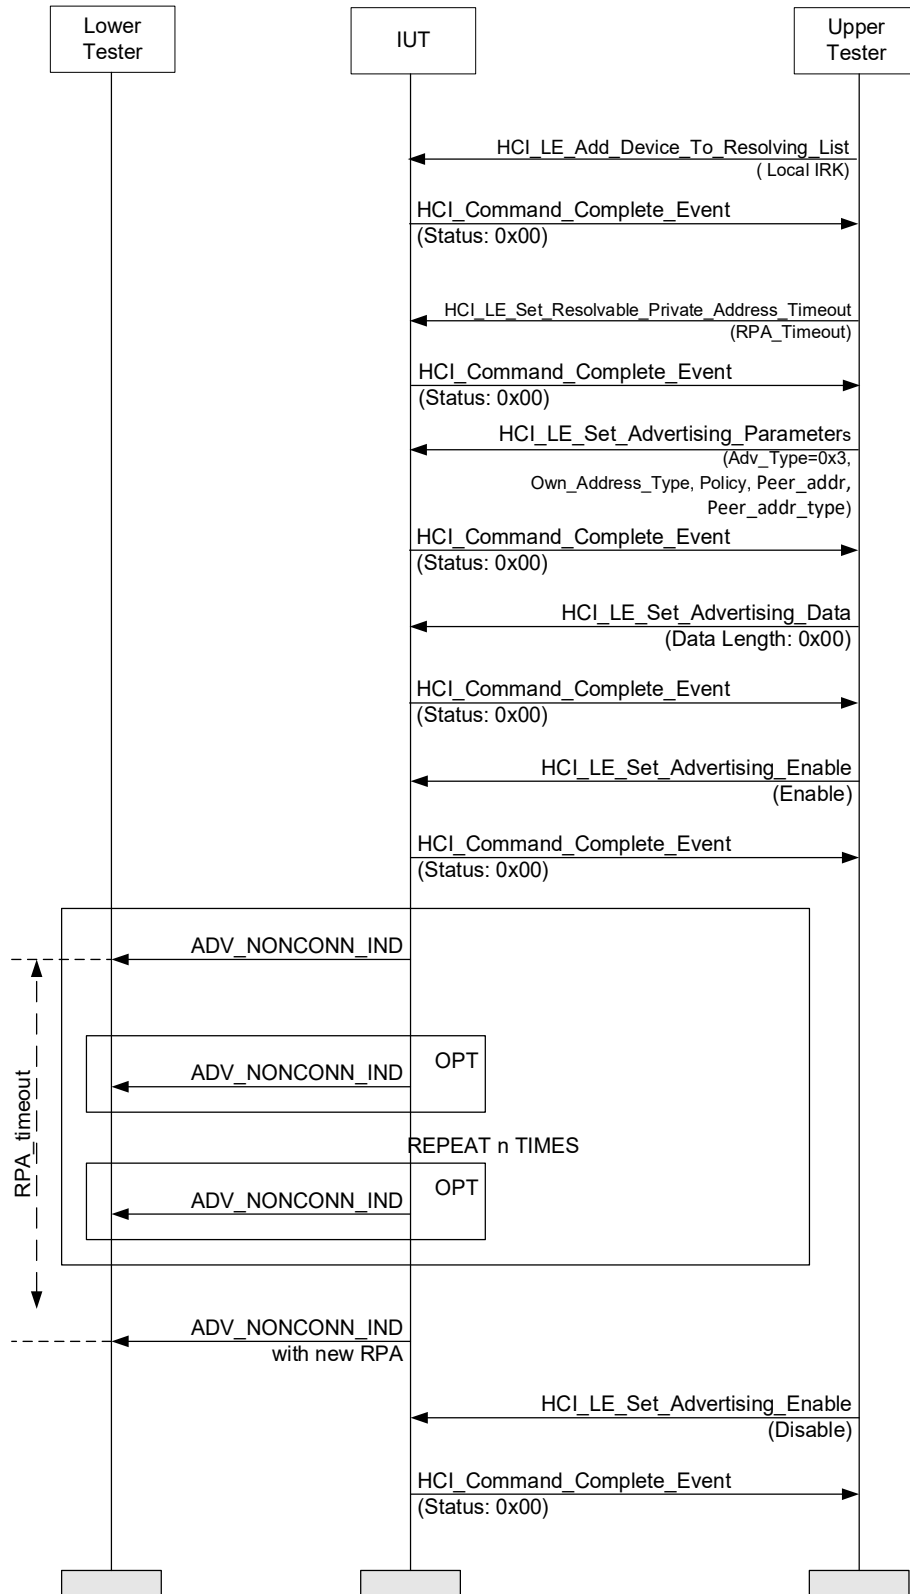 Lower
Tester
IUT
Upper
Tester
HCI_LE_Add_Device_To_Resolving_List
( Local IRK)
HCI_Command_Complete_Event
(Status: 0x00)
HCI_LE_Set_Resolvable_Private_Address_Timeout
(RPA_Timeout)
HCI_Command_Complete_Event
(Status: 0x00)
HCI_LE_Set_Advertising_Parameters
(Adv_Type=0x3,
Own_Address_Type, Policy, Peer_addr,
Peer_addr_type)
HCI_Command_Complete_Event
(Status: 0x00)
HCI_LE_Set_Advertising_Data
(Data Length: 0x00)
HCI_Command_Complete_Event
(Status: 0x00)
HCI_LE_Set_Advertising_Enable
(Enable)
HCI_Command_Complete_Event
(Status: 0x00)
ADV_NONCONN_IND
RPA_timeout
OPT
ADV_NONCONN_IND
REPEAT n TIMES
OPT
ADV_NONCONN_IND
ADV_NONCONN_IND
with new RPA
HCI_LE_Set_Advertising_Enable
(Disable)
HCI_Command_Complete_Event
(Status: 0x00)